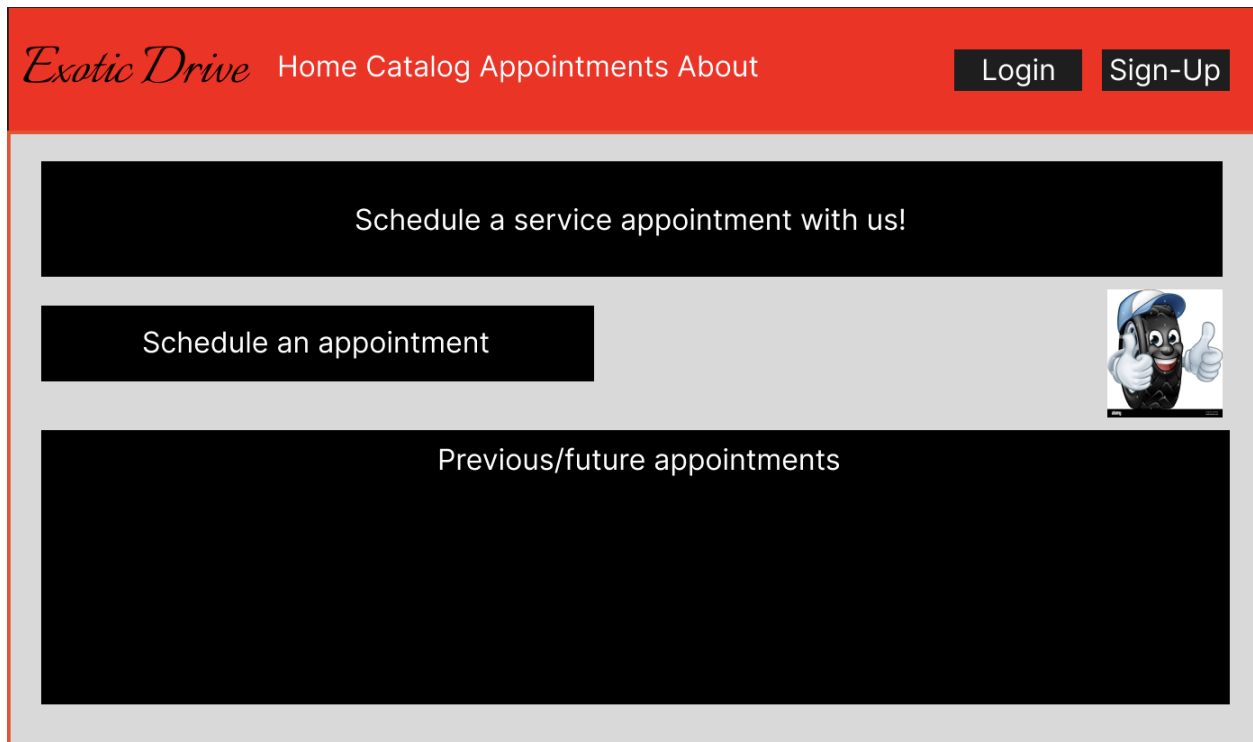 Exotic Drive Home Catalog Appointments About Login Sign-Up
Schedule a service appointment with us!
Schedule an appointment
Previous/future appointments